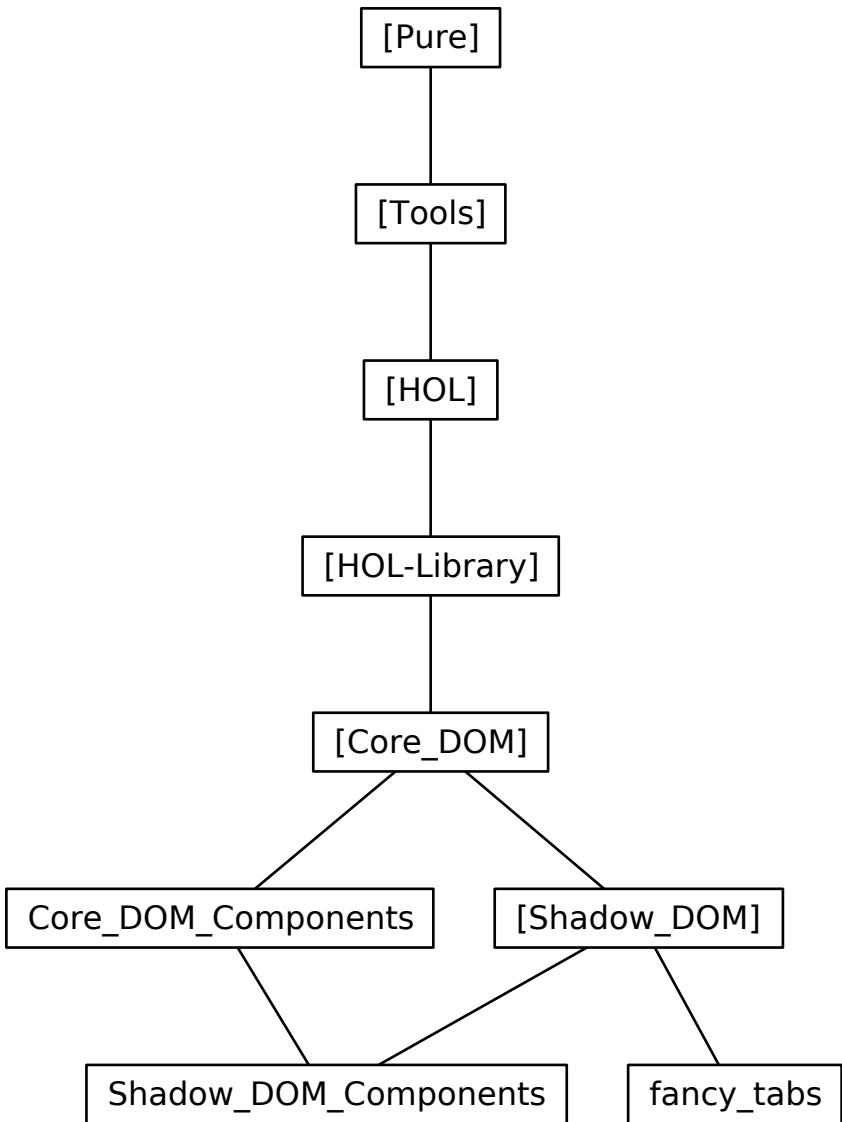 [Pure]
[Tools]
[HOL]
[HOL-Library]
[Core_DOM]
Core_DOM_Components
[Shadow_DOM]
Shadow_DOM_Components
fancy_tabs